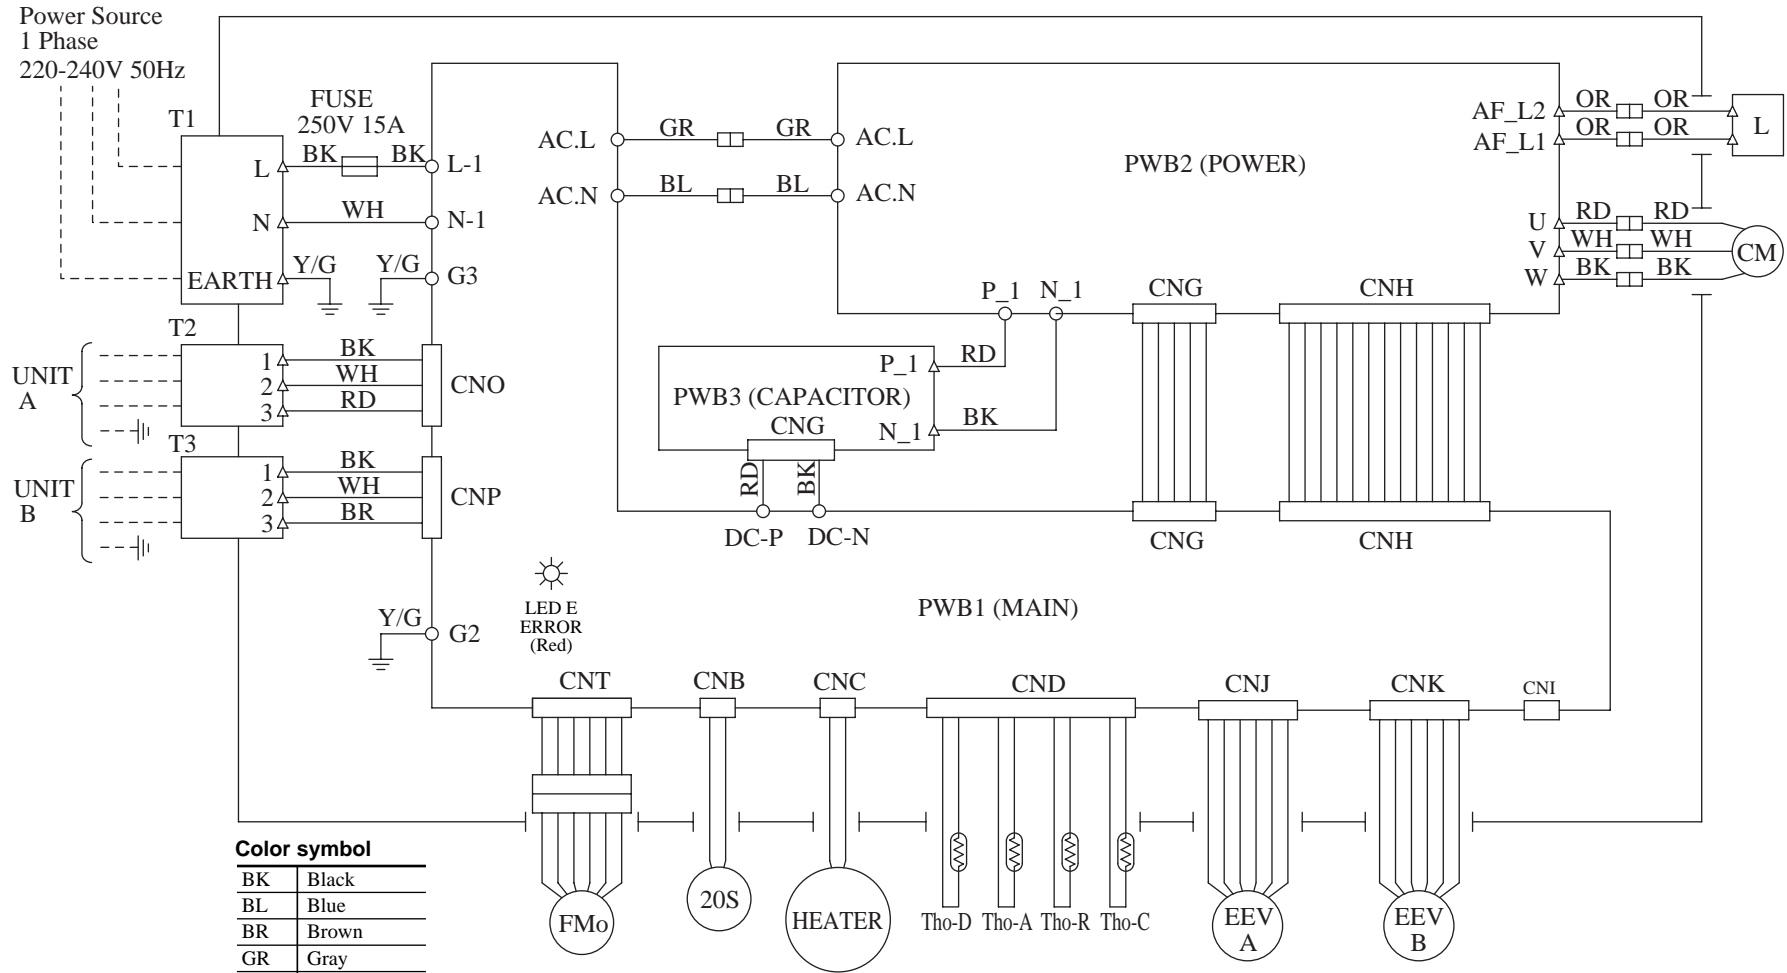 Power Source
1 Phase
220-240V 50Hz
T1
L
N
EARTH
FUSE
250V 15A
BK BK
WH
Y/G Y/G
L-1
N-1
G3
AC.L GR GR AC.L
AC.N BL BL AC.N
PWB2 (POWER)
AF_L2 OR OR
AF_L1 OR OR
L
U RD RD
V WH WH
W BK BK
CM
P_1 N_1
CNG
CNH
T2
UNIT
A
1 BK
2 WH
3 RD
CNO
T3
UNIT
B
1 BK
2 WH
3 BR
CNP
P_1 RD
PWB3 (CAPACITOR)
CNG
N_1 BK
RD
BK
DC-P DC-N
CNG
CNH
LED E
ERROR
(Red)
PWB1 (MAIN)
Y/G
G2
CNT
CNB
CNC
CND
CNJ
CNK
CNI
FMo
20S
HEATER
Tho-D Tho-A Tho-R Tho-C
EEV
A
EEV
B
Color symbol
BK Black
BL Blue
BR Brown
GR Gray